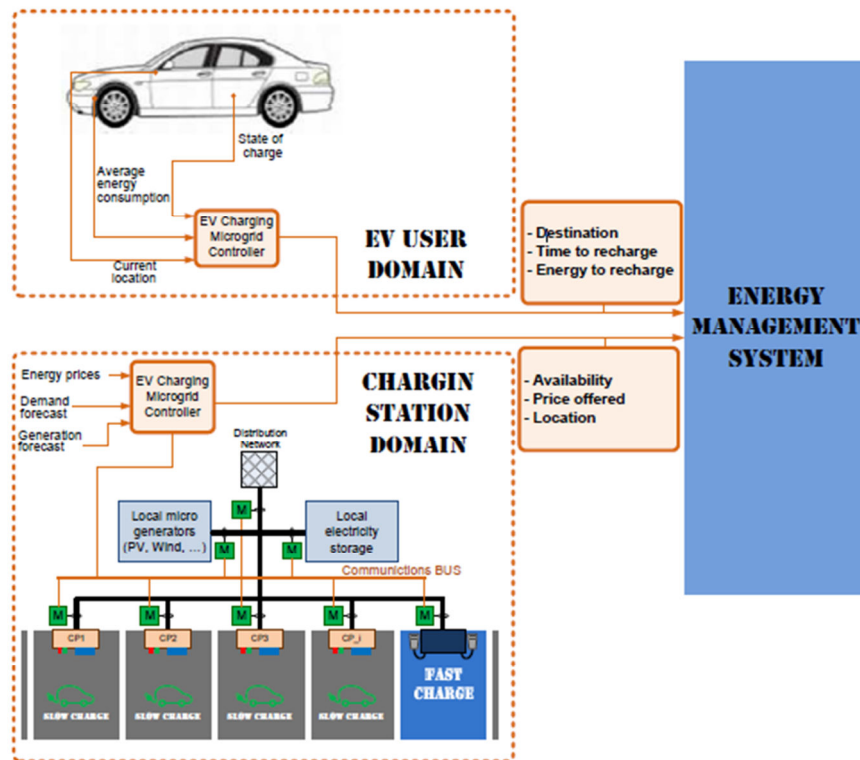 State of
charge
Average
energy
consumption
EV Charging
Microgrid
Controller
Current
location
EV USER
DOMAIN
- Destination
- Time to recharge
- Energy to recharge
ENERGY
MANAGEMENT
SYSTEM
Energy prices
Demand
forecast
Generation
forecast
EV Charging
Microgrid
Controller
CHARGIN
STATION
DOMAIN
- Availability
- Price offered
- Location
Distribution
Network
M
Local micro
generators
(PV, Wind, ...)
Local
electricity
storage
M
M
Communictions BUS
M
M
M
M
M
CP1
CP2
CP3
CP_i
FAST
CHARGE
SLOW CHARGE
SLOW CHARGE
SLOW CHARGE
SLOW CHARGE